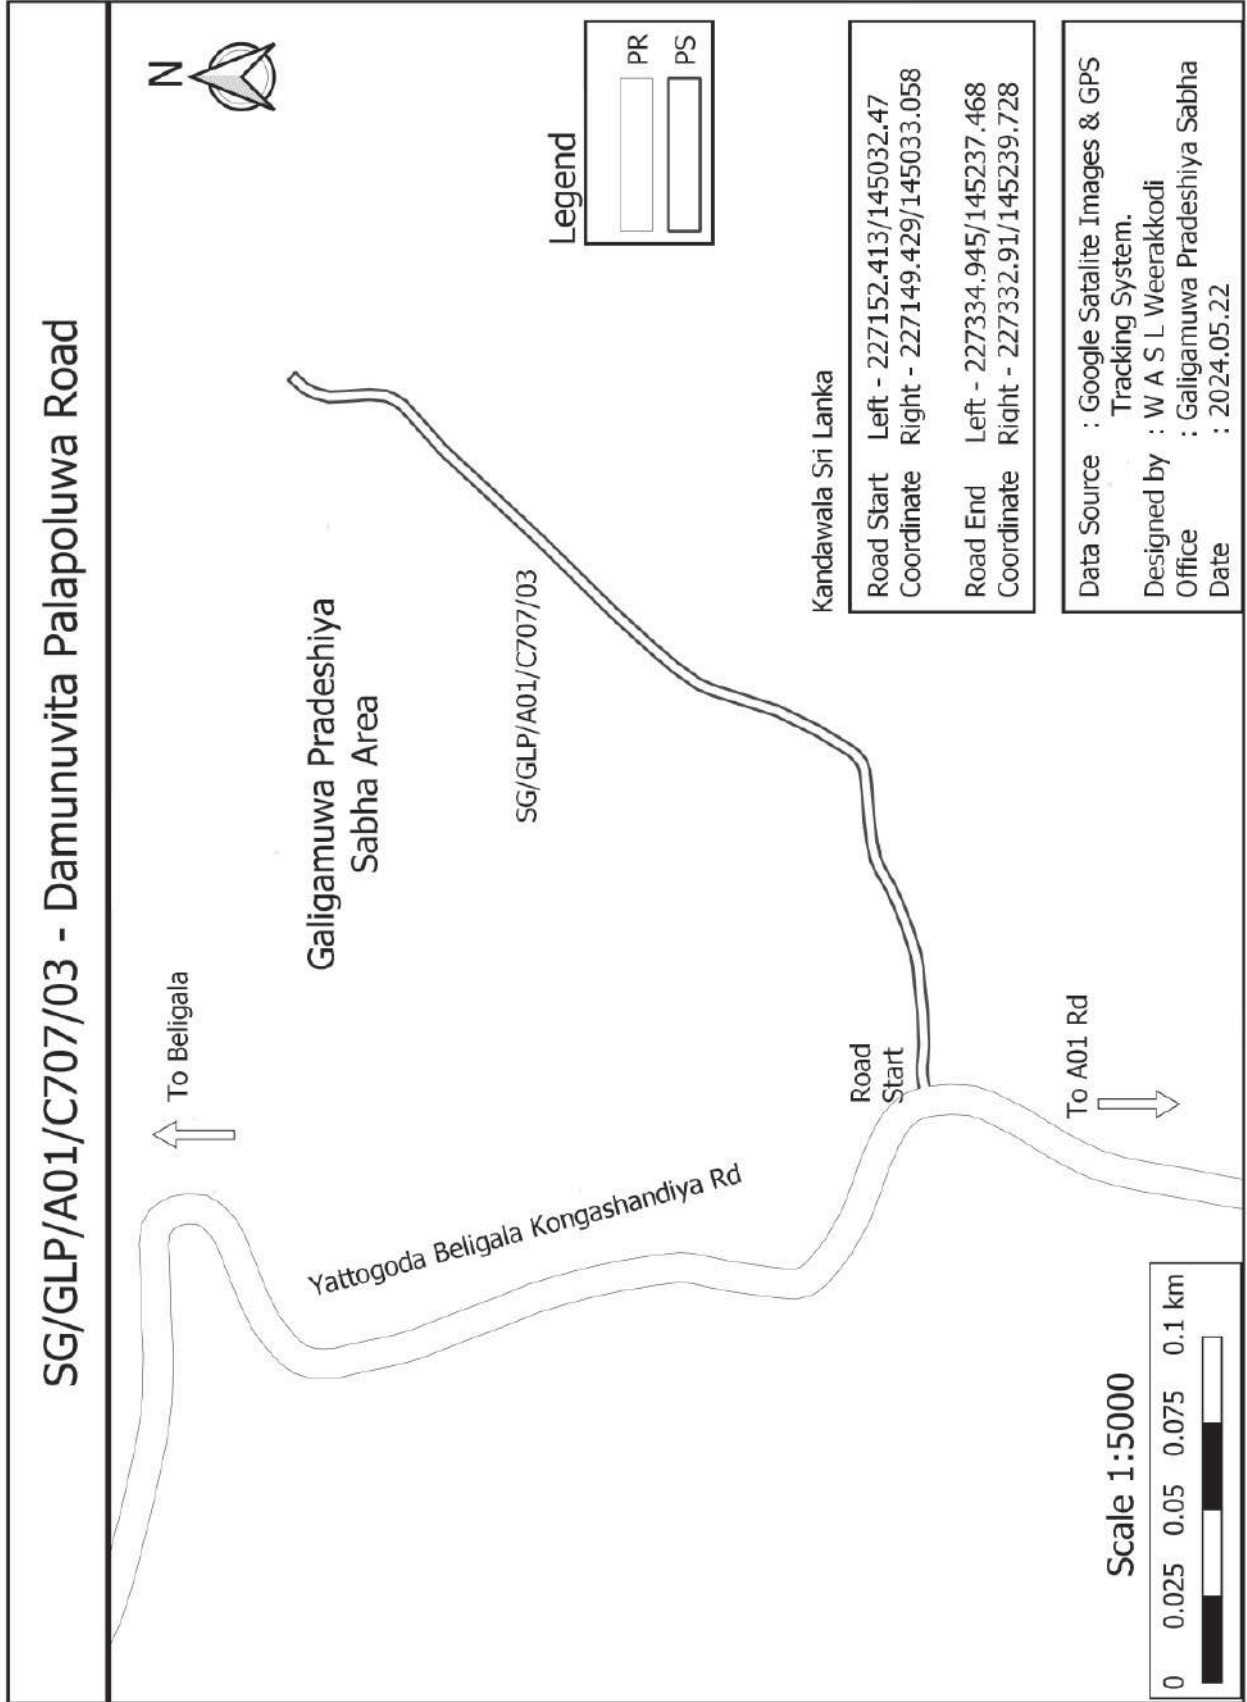 SG/GLP/A01/C707/03 - Damunuvita Palapoluwa Road
N
To Beligala
Galigamuwa Pradeshiya
Sabha Area
Legend
PR
PS
SG/GLP/A01/C707/03
Yattogoda Beligala Kongashandiya Rd
Road
Start
To A01 Rd
Kandawala Sri Lanka
Road Start Left - 227152.413/145032.47
Coordinate Right - 227149.429/145033.058
Road End Left - 227334.945/145237.468
Coordinate Right - 227332.91/145239.728
Data Source : Google Satalite Images & GPS
Tracking System.
Designed by : W A S L Weerakkodi
Office : Galigamuwa Pradeshiya Sabha
Date : 2024.05.22
Scale 1:5000
0 0.025 0.05 0.075 0.1 km